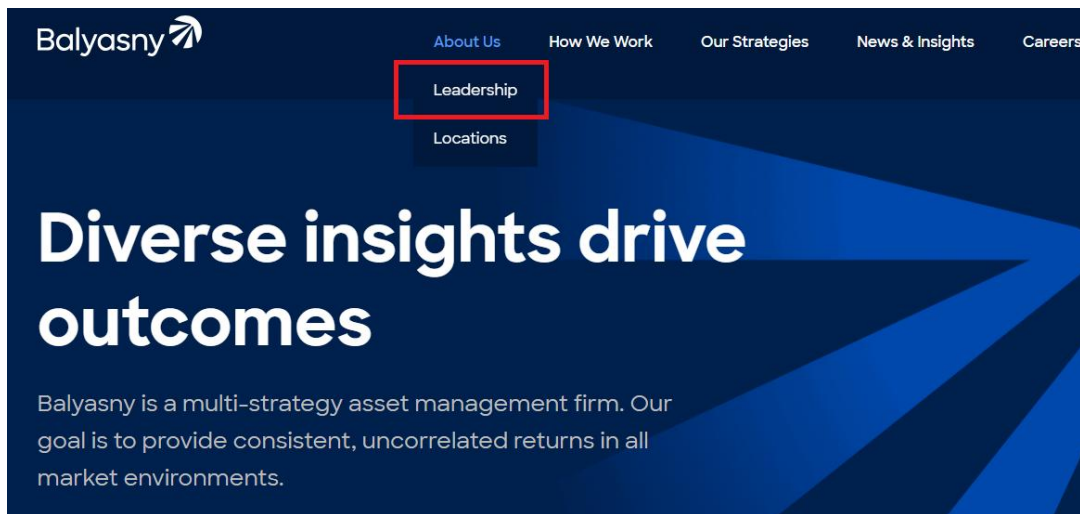 Balyasny
About Us How We Work Our Strategies News & Insights Careers
Leadership
Locations
Diverse insights drive
outcomes
Balyasny is a multi-strategy asset management firm. Our
goal is to provide consistent, uncorrelated returns in all
market environments.